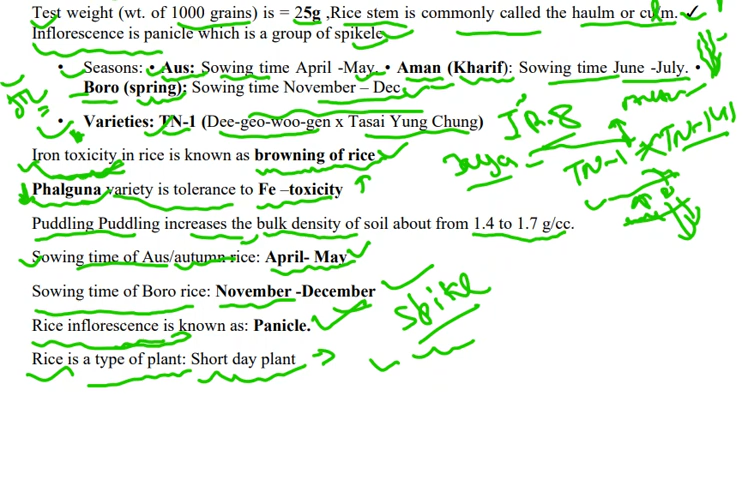 Test weight (wt. of 1000 grains) is = 25g ,Rice stem is commonly called the haulm or culm. ✓
Inflorescence is panicle which is a group of spikele
• Seasons: • Aus: Sowing time April -May. • Aman (Kharif): Sowing time June -July. •
Boro (spring): Sowing time November – Dec
• Varieties: TN-1 (Dee-geo-woo-gen x Tasai Yung Chung)
IR-8
Jaya
TN-1 × TN-141
Iron toxicity in rice is known as browning of rice
Phalguna variety is tolerance to Fe –toxicity
Puddling Puddling increases the bulk density of soil about from 1.4 to 1.7 g/cc.
Sowing time of Aus/autumn rice: April- May
Sowing time of Boro rice: November -December
Spike
Rice inflorescence is known as: Panicle.
Rice is a type of plant: Short day plant